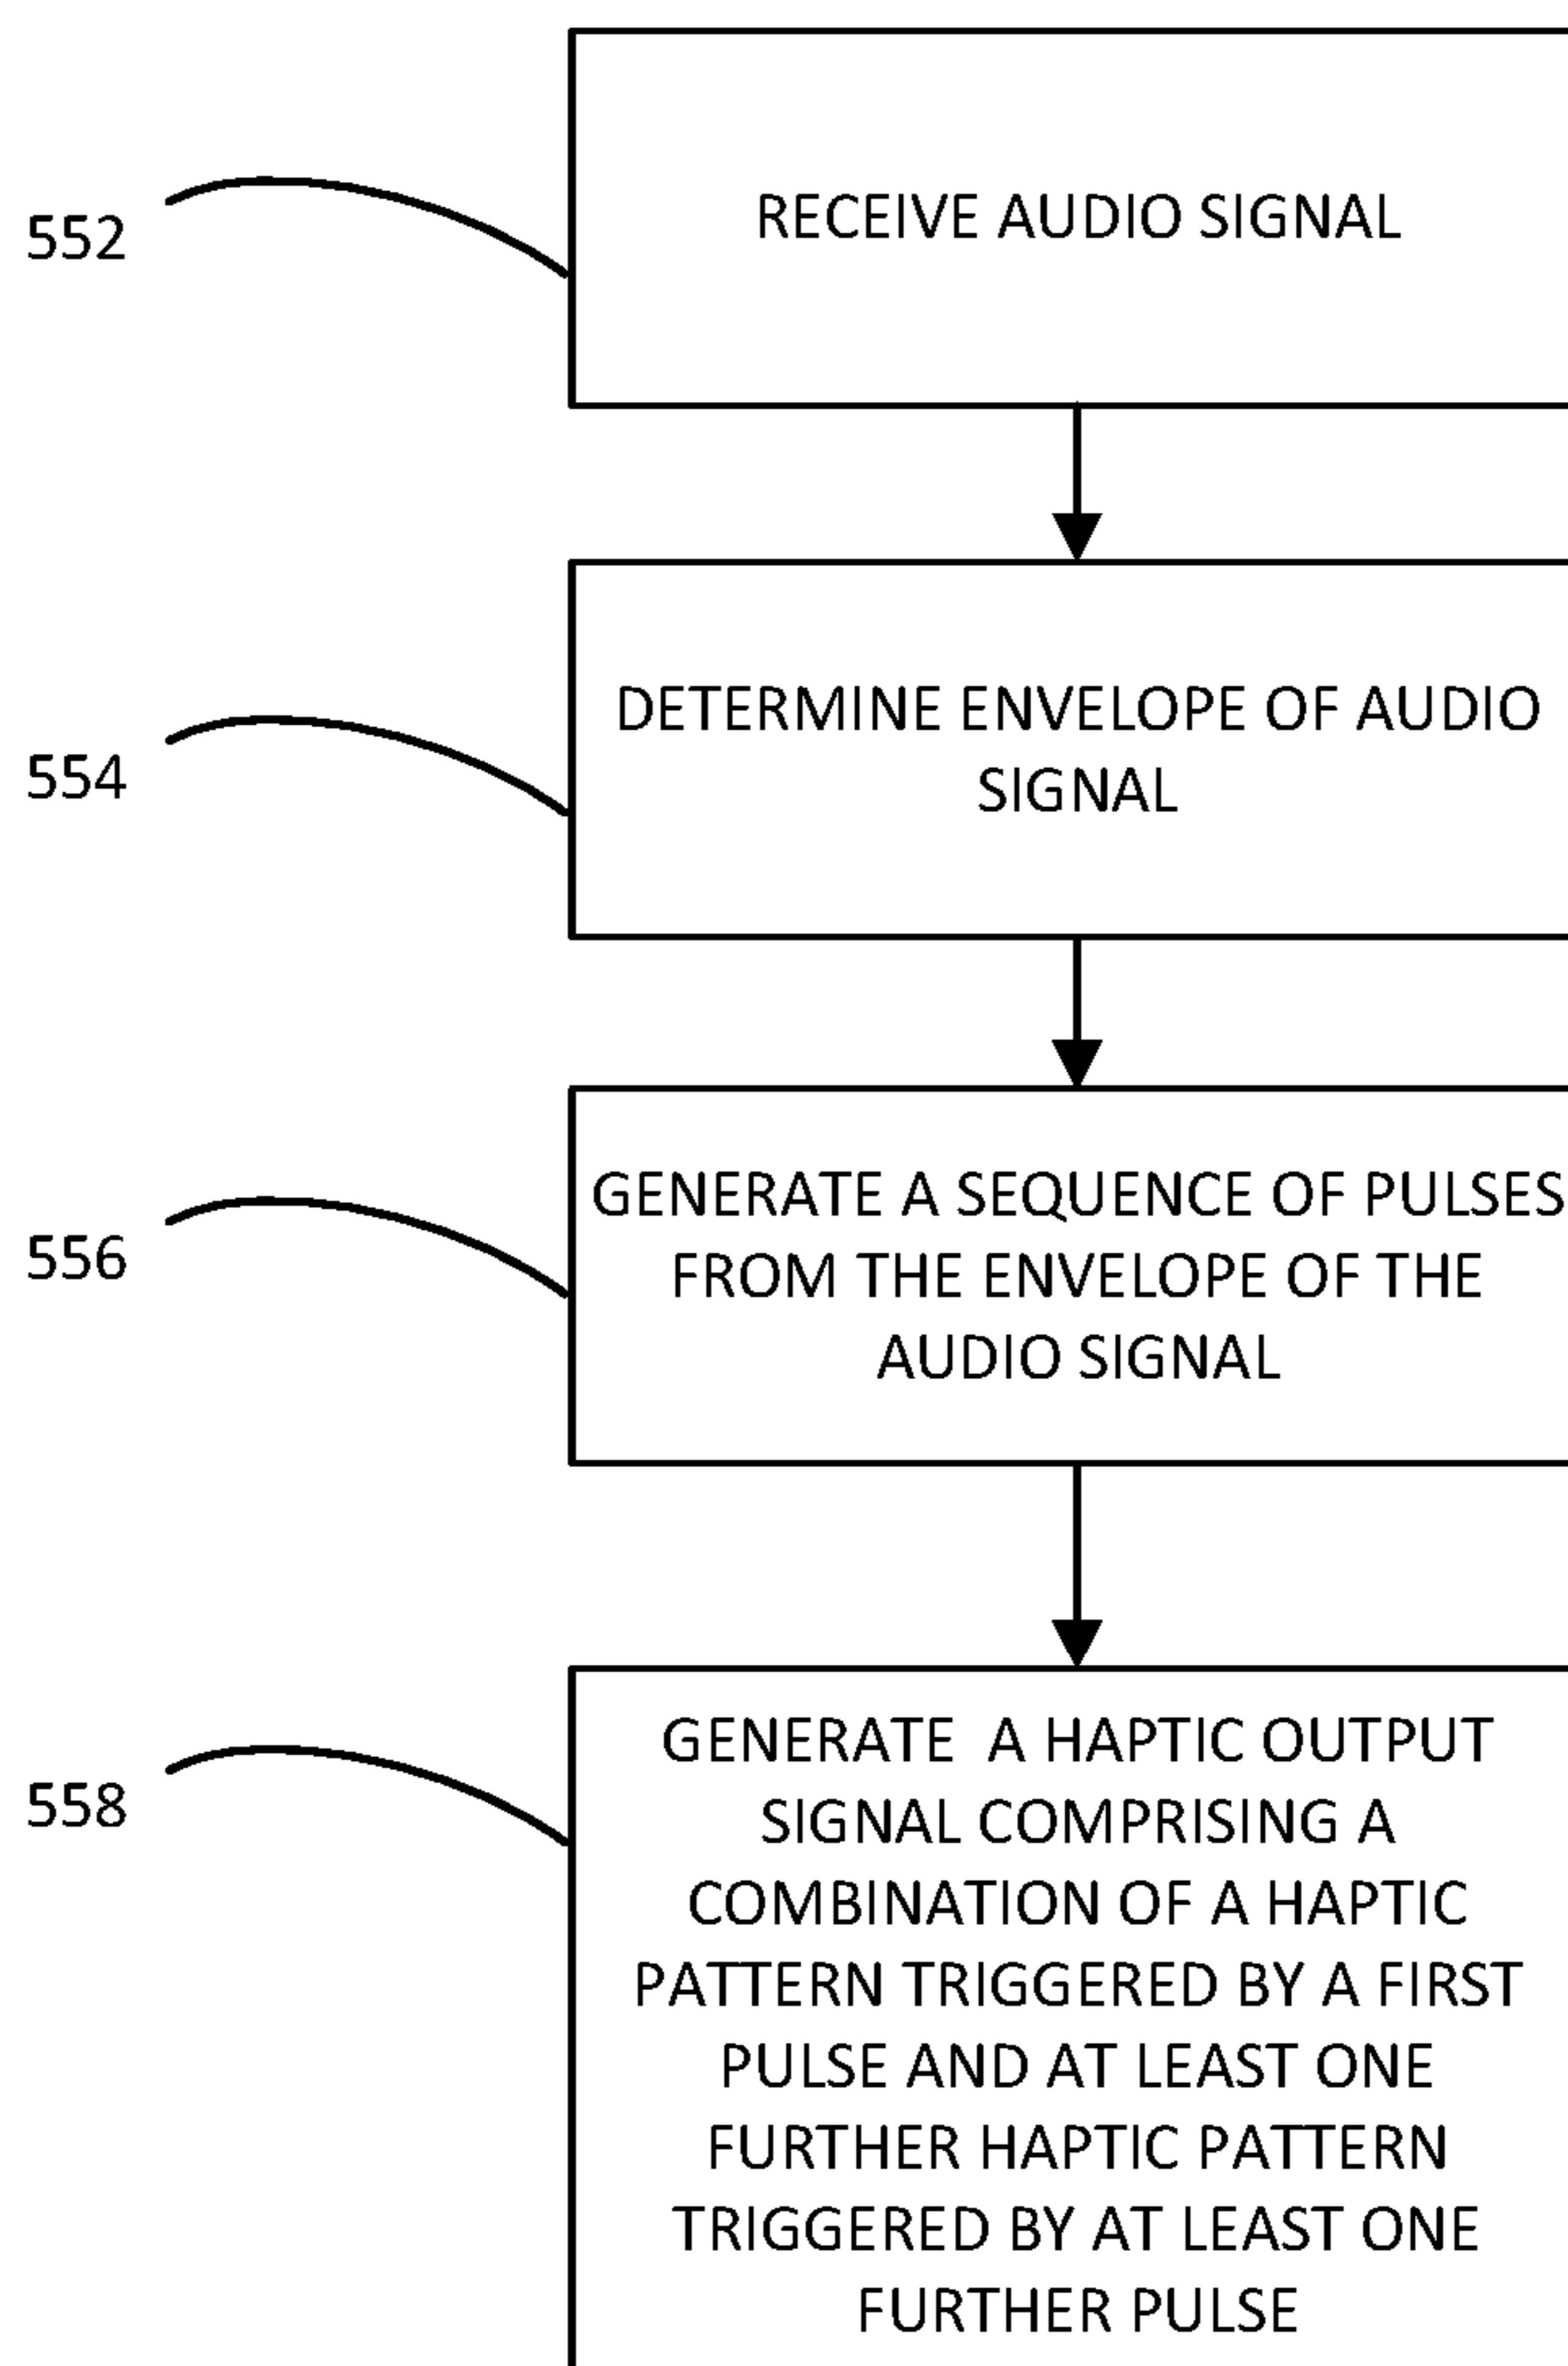 552
RECEIVE AUDIO SIGNAL
554
DETERMINE ENVELOPE OF AUDIO
SIGNAL
556
GENERATE A SEQUENCE OF PULSES
FROM THE ENVELOPE OF THE
AUDIO SIGNAL
558
GENERATE A HAPTIC OUTPUT
SIGNAL COMPRISING A
COMBINATION OF A HAPTIC
PATTERN TRIGGERED BY A FIRST
PULSE AND AT LEAST ONE
FURTHER HAPTIC PATTERN
TRIGGERED BY AT LEAST ONE
FURTHER PULSE